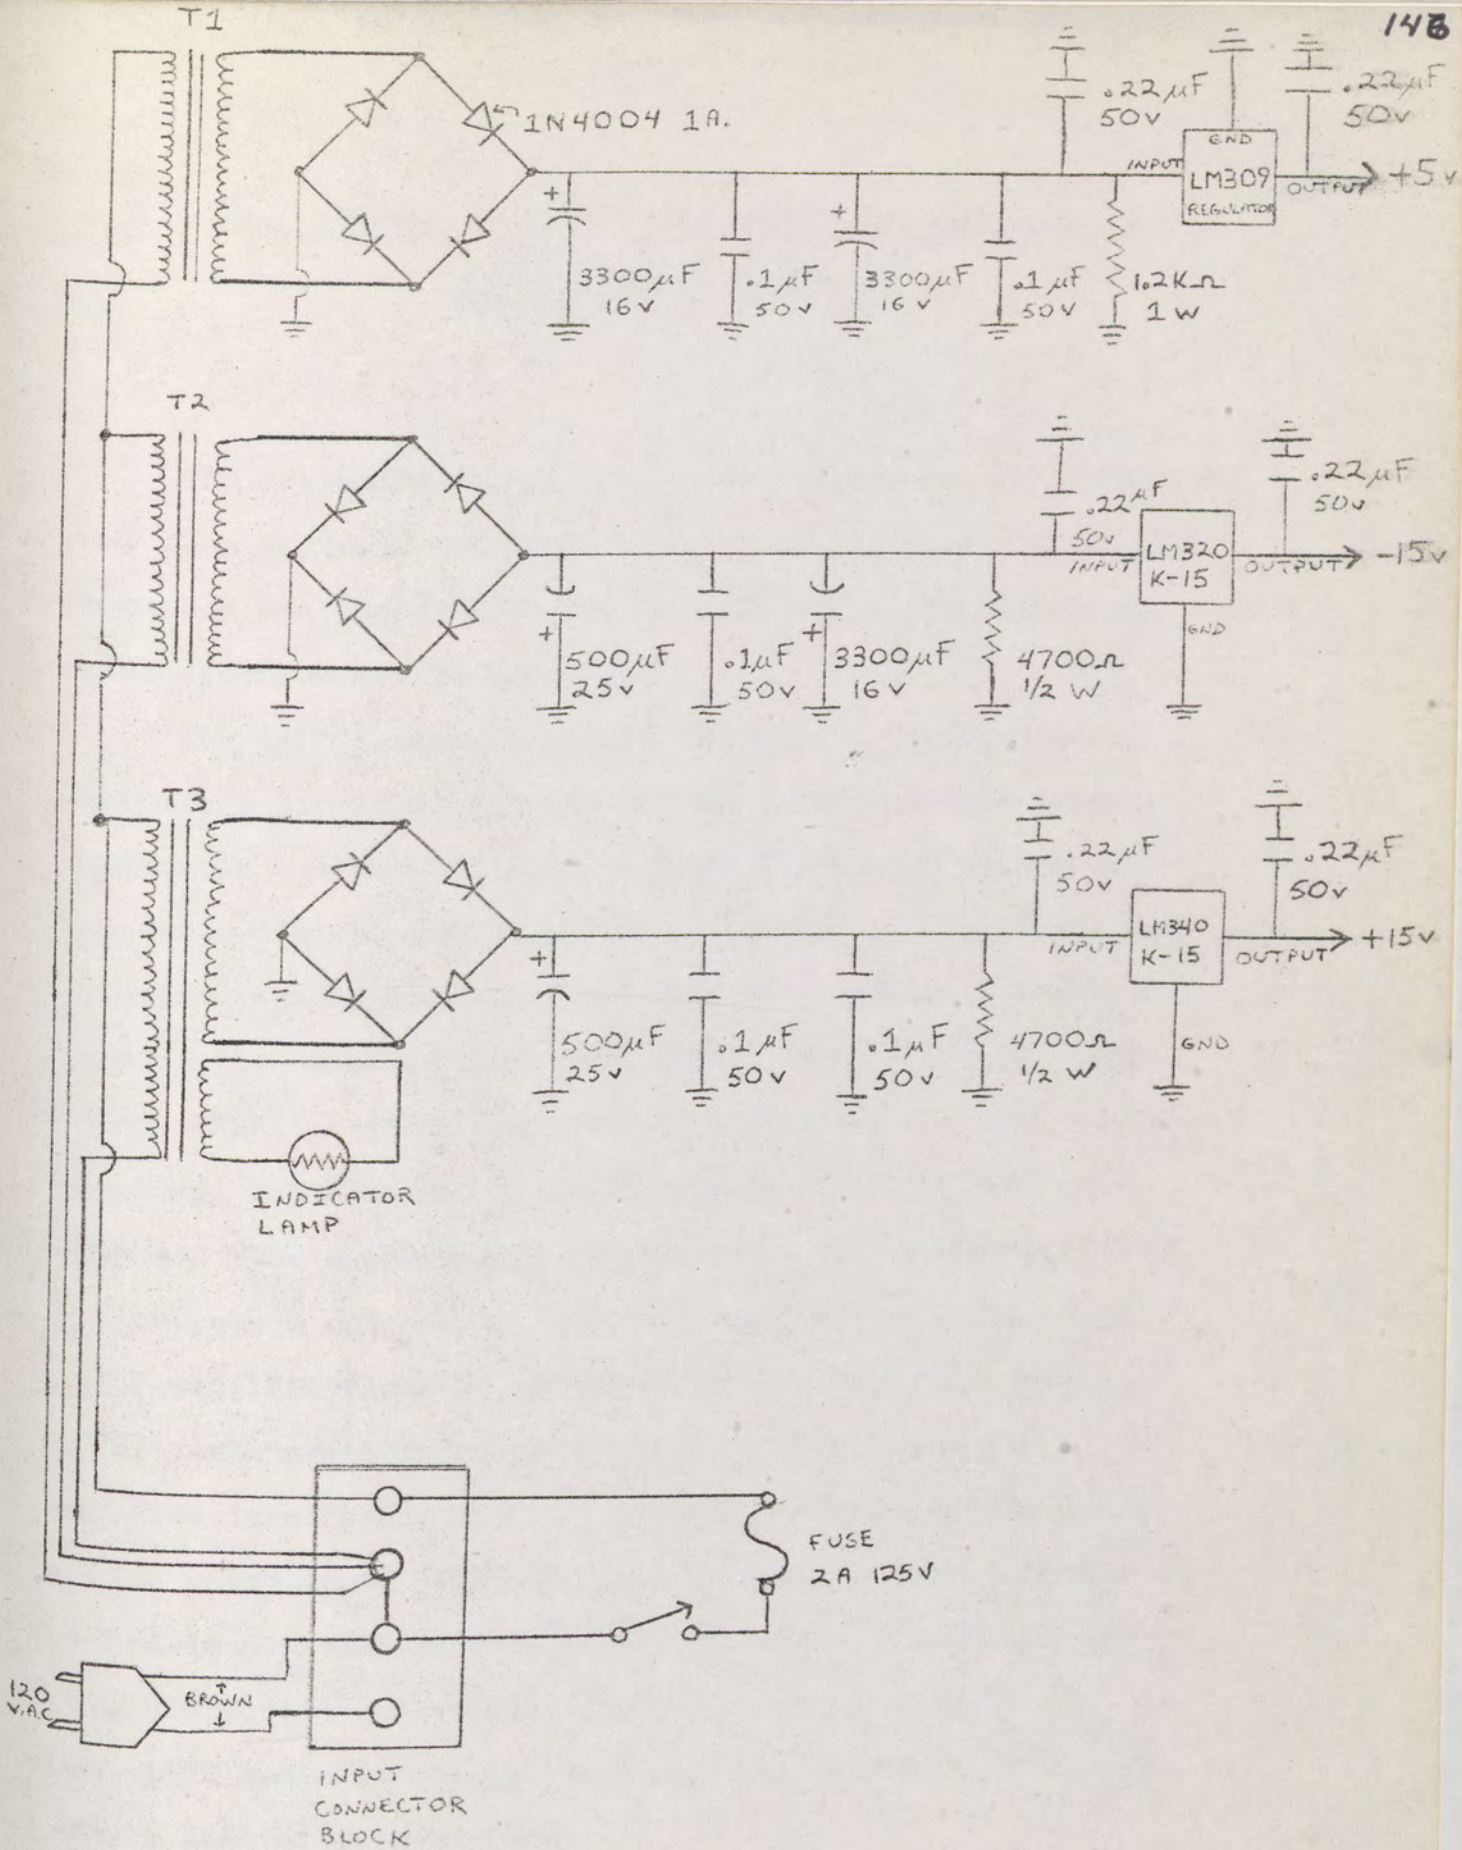 146
T1
1N4004 1A.
+
3300µF
16V
.1µF
50V
+
3300µF
16V
.1µF
50V
.22µF
50V
1.2KΩ
1W
INPUT
GND
LM309
REGULATOR
OUTPUT
.22µF
50V
+5V
T2
+
500µF
25V
.1µF
50V
+
3300µF
16V
4700Ω
1/2 W
.22µF
50V
INPUT
LM320
K-15
GND
OUTPUT
.22µF
50V
-15V
T3
+
500µF
25V
.1µF
50V
.1µF
50V
4700Ω
1/2 W
.22µF
50V
INPUT
LM340
K-15
GND
OUTPUT
.22µF
50V
+15V
INDICATOR
LAMP
FUSE
2A 125V
120
V.A.C.
BROWN
INPUT
CONNECTOR
BLOCK